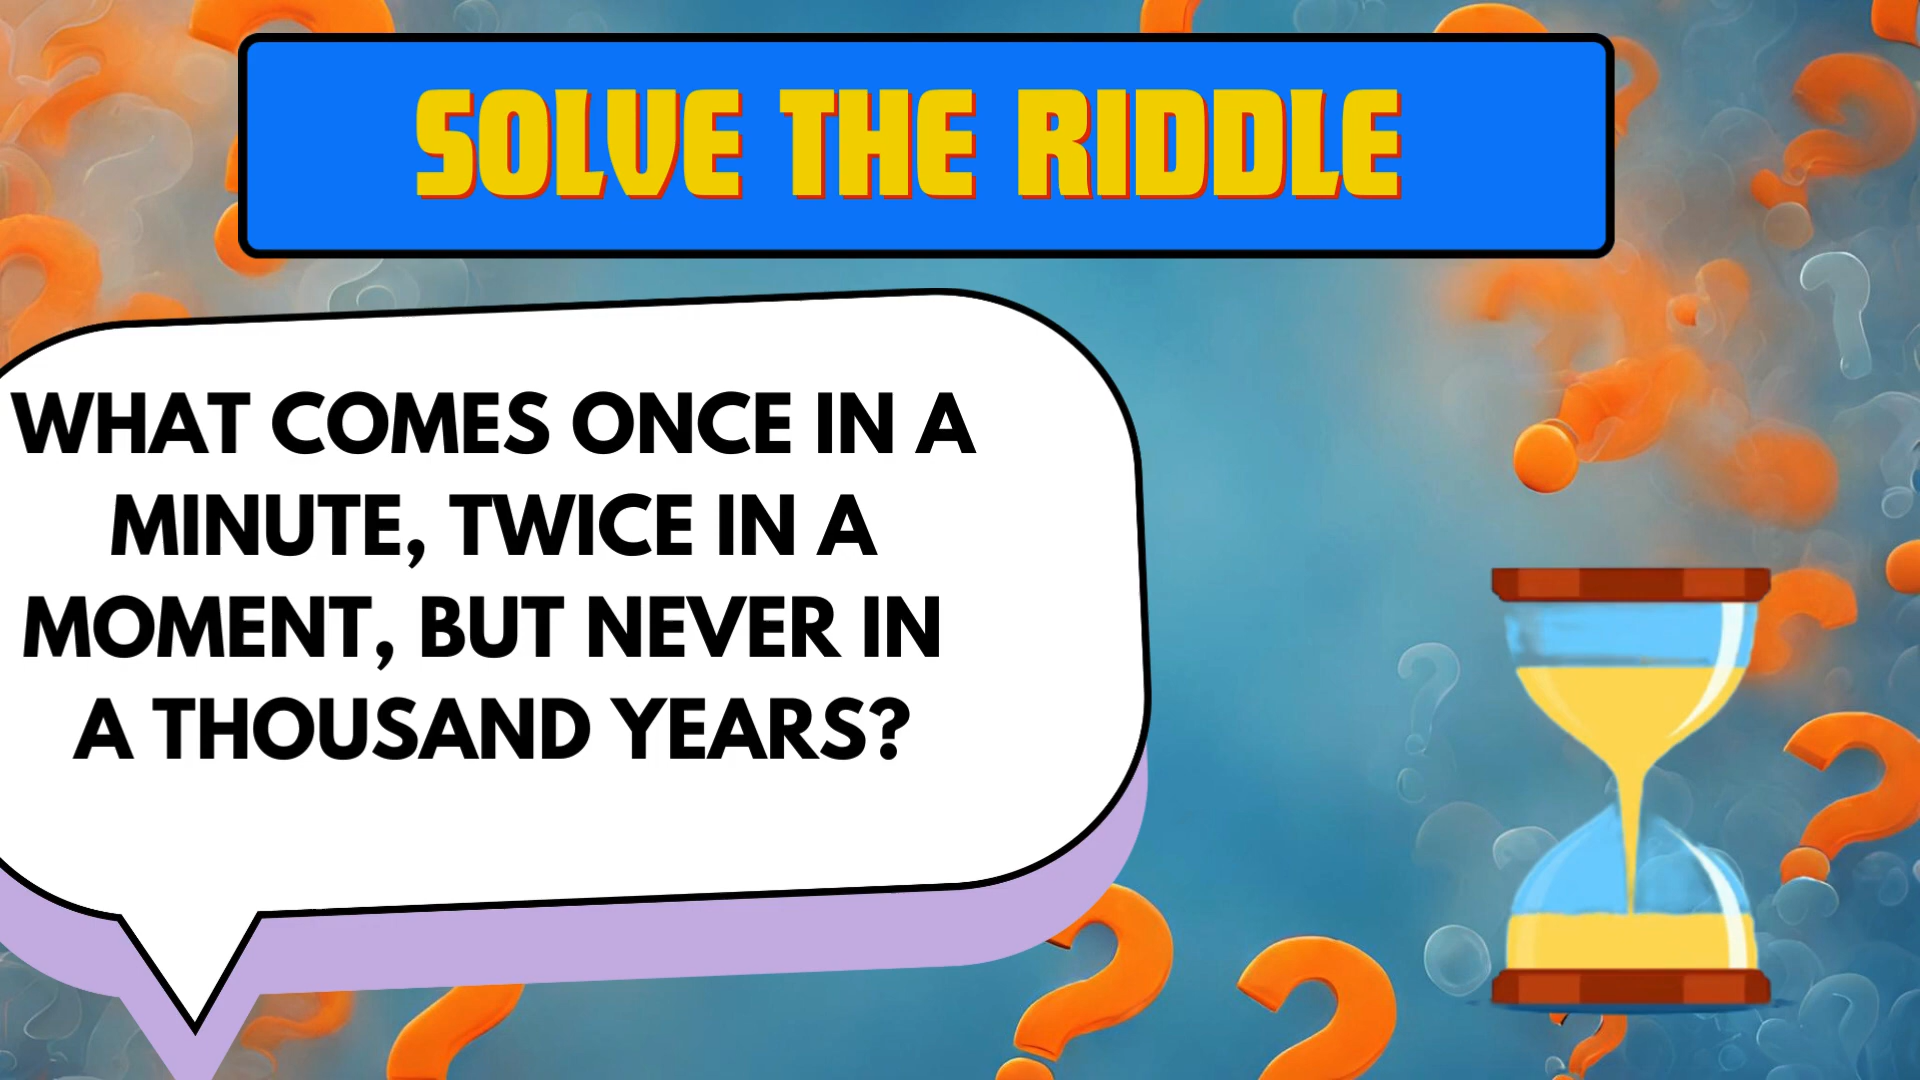 SOLVE THE RIDDLE
WHAT COMES ONCE IN A
MINUTE, TWICE IN A
MOMENT, BUT NEVER IN
A THOUSAND YEARS?